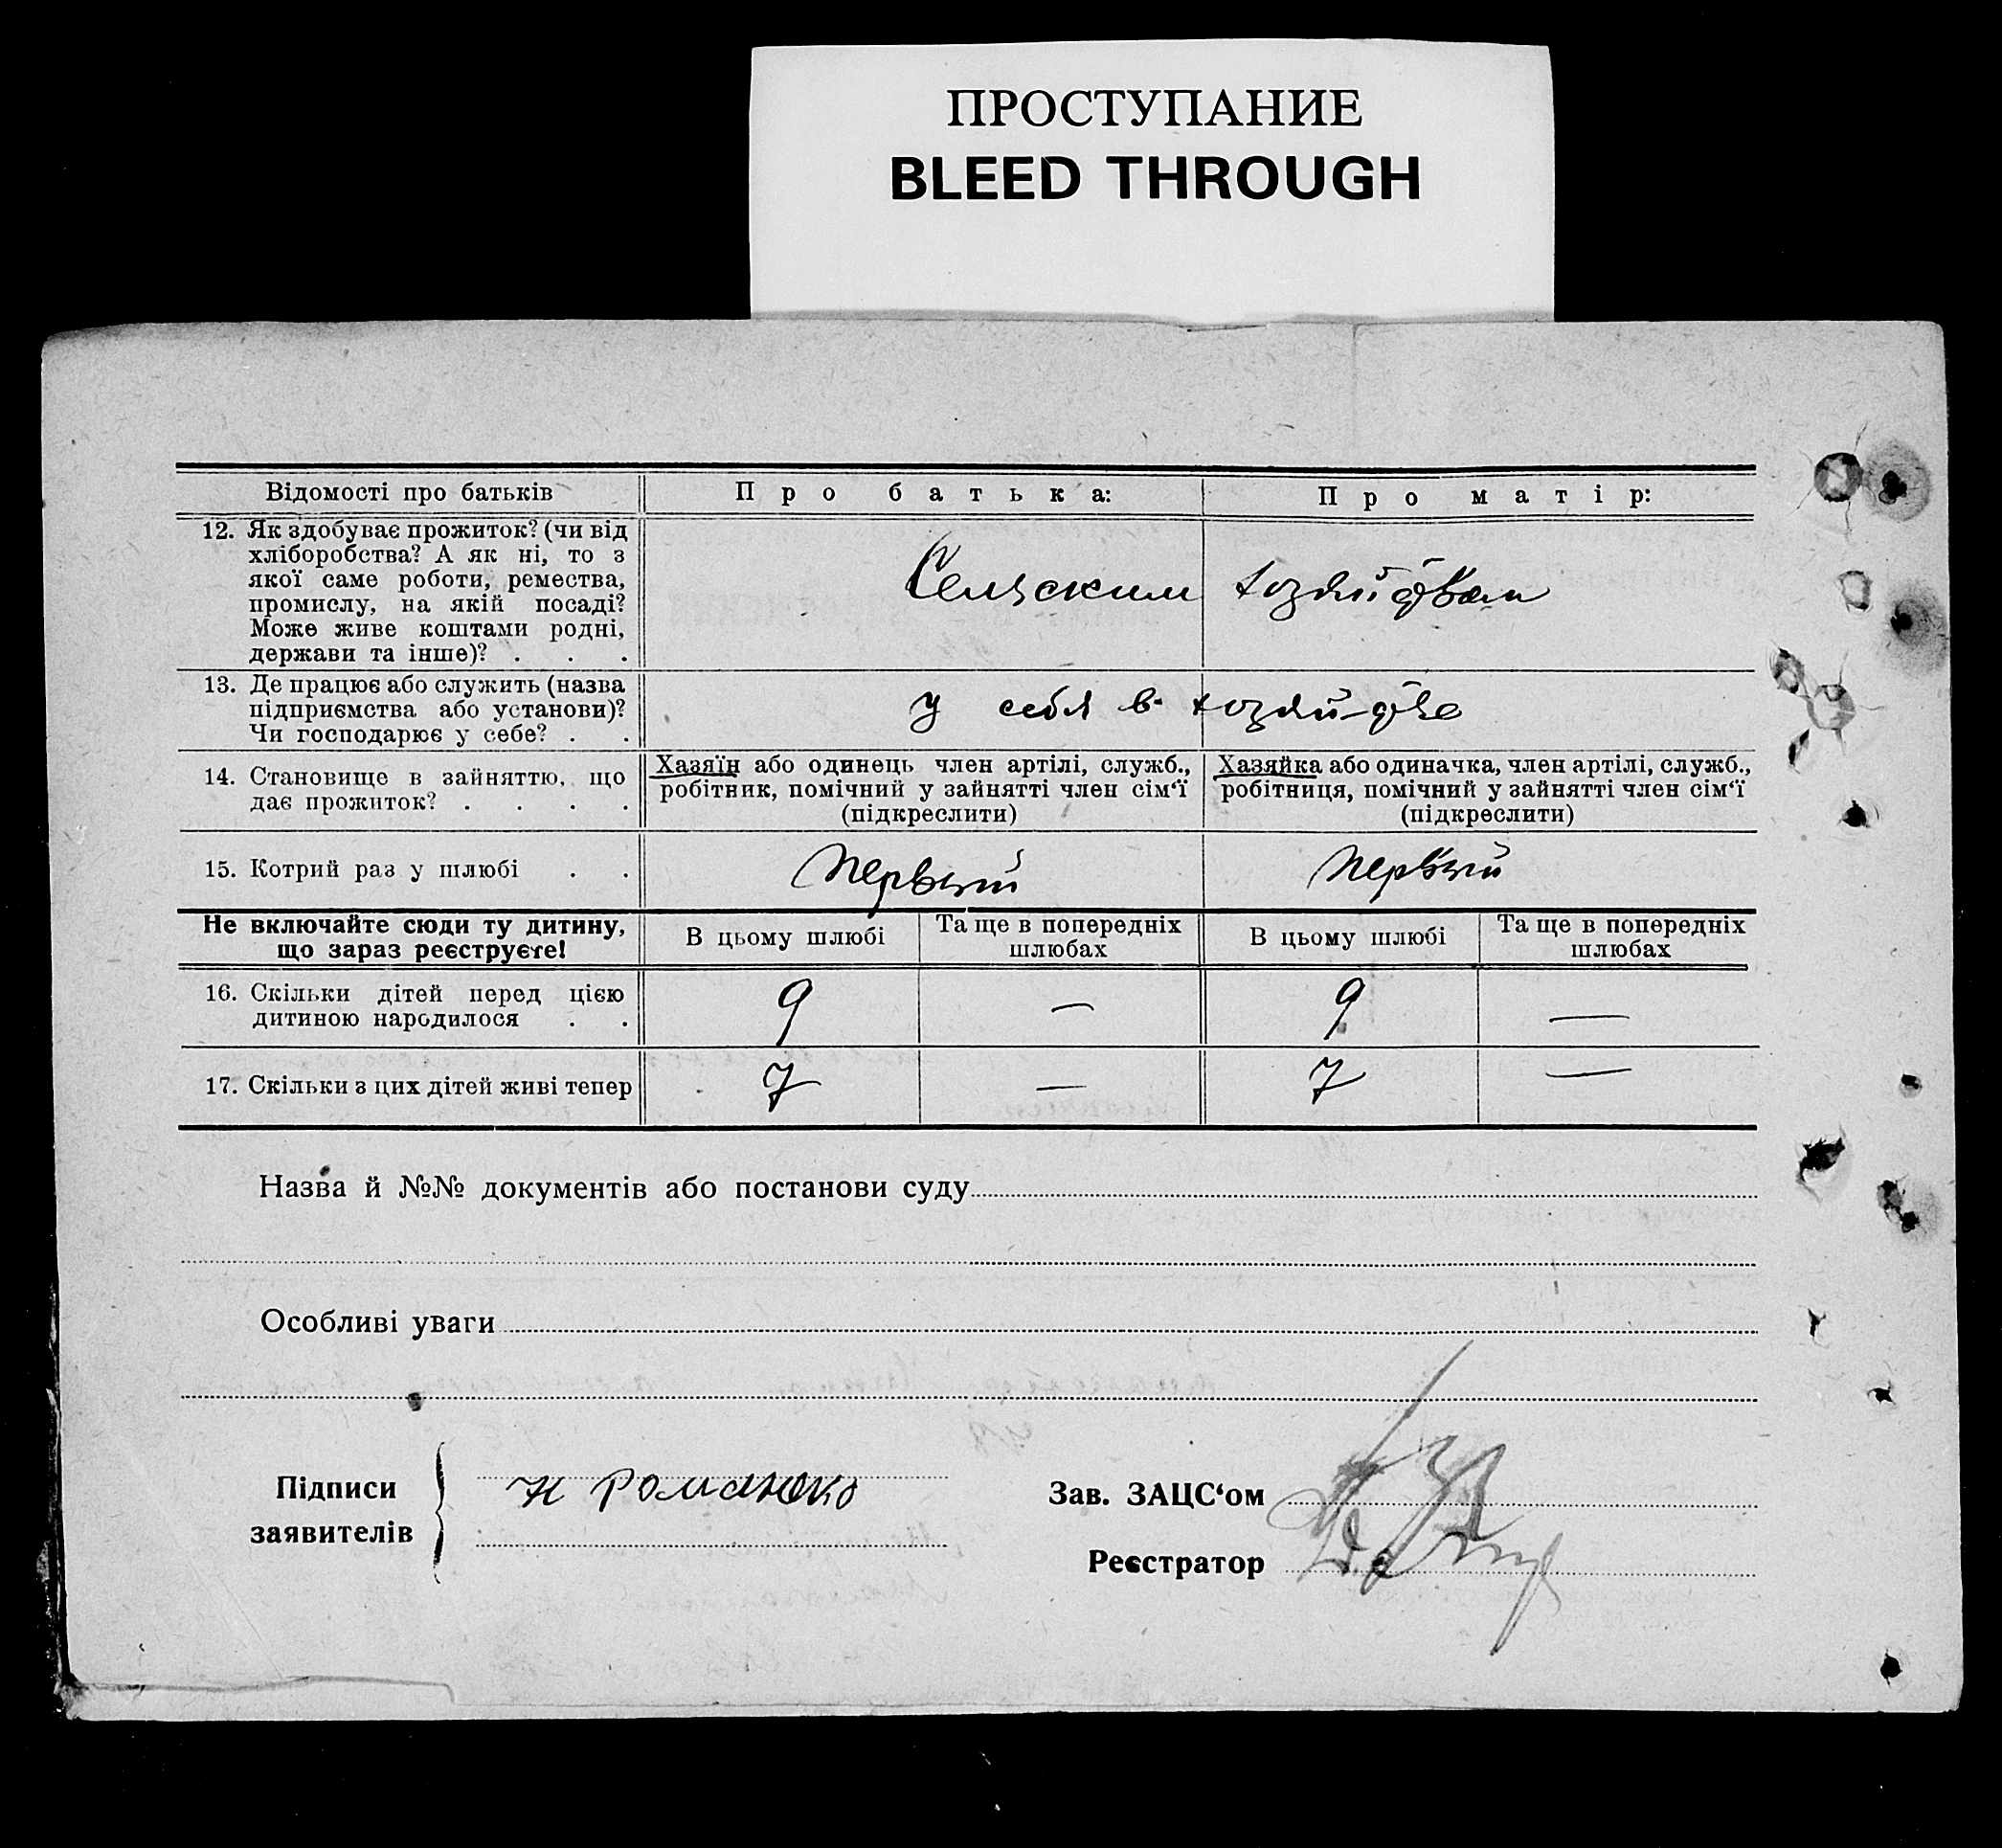 ПРОСТУПАНИЕ
BLEED THROUGH
Відомості про батьків
Про батька:
Про матір:
12. Як здобуває прожиток? (чи від
хліборобства? А як ні, то з
якої саме роботи, ремества,
промислу, на якій посаді?
Може живе коштами родні,
держави та інше)? . . .
Сельским хозяйством
13. Де працює або служить (назва
підприємства або установи)?
Чи господарює у себе? . .
у себя в хозяйстве
14. Становище в зайняттю, що
дає прожиток? . . . .
Хазяїн або одинець член артілі, служб.,
робітник, помічний у зайнятті член сім‘ї
(підкреслити)
Хазяйка або одиначка, член артілі, служб.,
робітниця, помічний у зайнятті член сім‘ї
(підкреслити)
15. Котрий раз у шлюбі . .
Первый
Первый
Не включайте сюди ту дитину,
що зараз реєструєте!
В цьому шлюбі
Та ще в попередніх
шлюбах
В цьому шлюбі
Та ще в попередніх
шлюбах
16. Скільки дітей перед цією
дитиною народилося . .
9 — 9 —
17. Скільки з цих дітей живі тепер
7 — 7 —
Назва й №№ документів або постанови суду
Особливі уваги
Підписи
заявителів
Н Романюко
Зав. ЗАЦС‘ом
Реєстратор